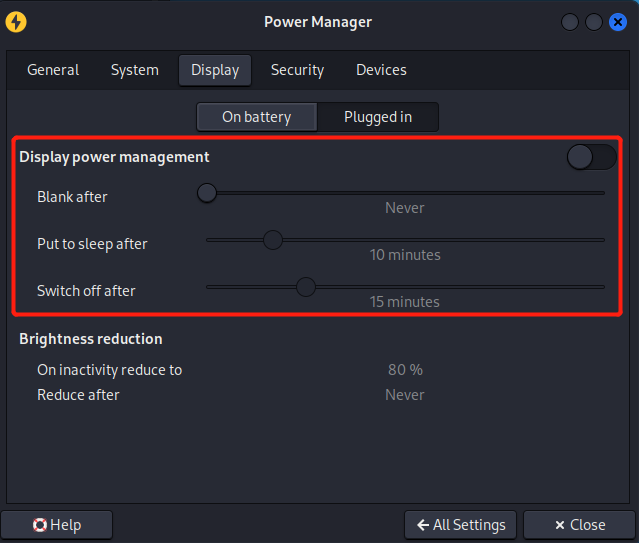 Power Manager
General System Display Security Devices
On battery Plugged in
Display power management
Blank after
Never
Put to sleep after
10 minutes
Switch off after
15 minutes
Brightness reduction
On inactivity reduce to 80 %
Reduce after Never
Help All Settings Close